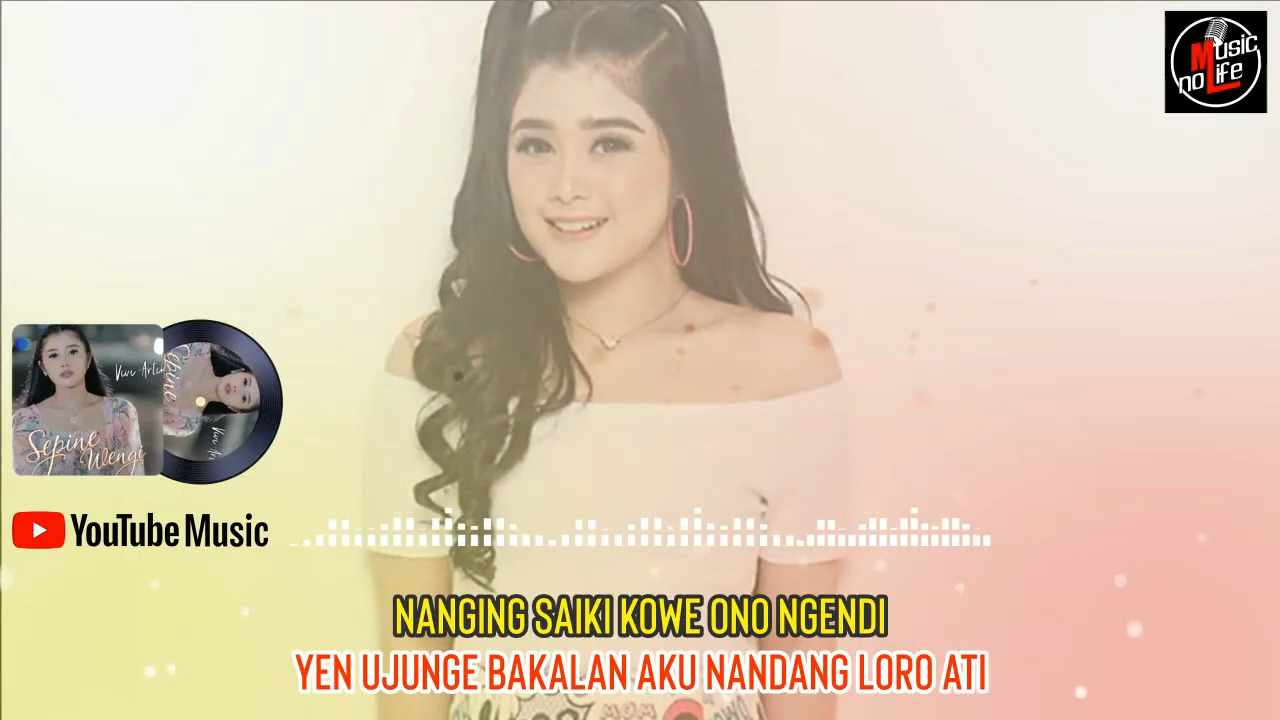 Music
no Life
Sepine
Wengi
YouTube Music
NANGING SAIKI KOWE ONO NGENDI
YEN UJUNGE BAKALAN AKU NANDANG LORO ATI
MOM